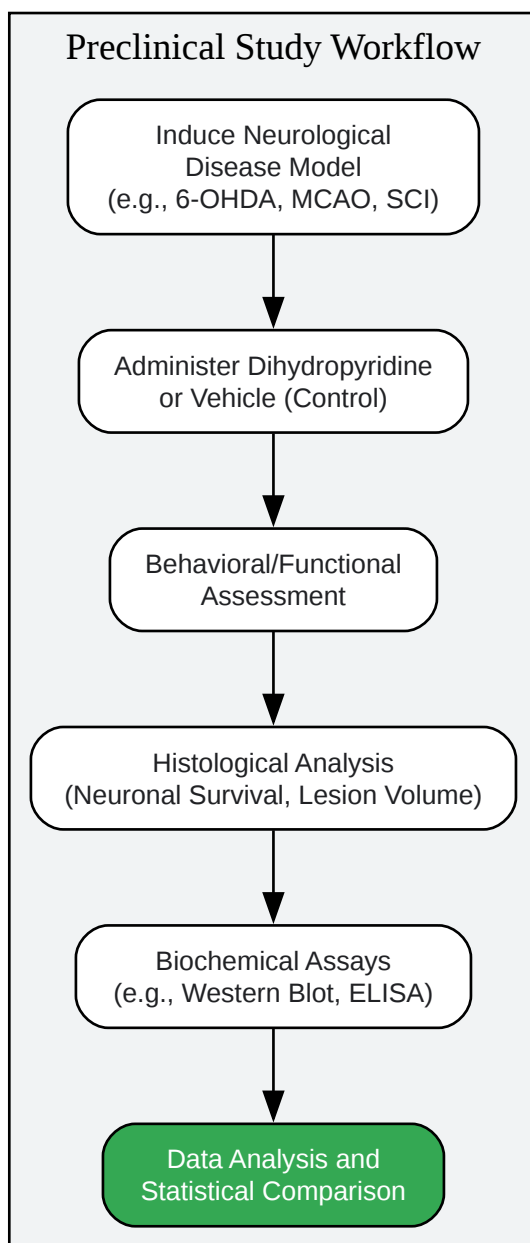 Preclinical Study Workflow
Induce Neurological
Disease Model
(e.g., 6-OHDA, MCAO, SCI)
Administer Dihydropyridine
or Vehicle (Control)
Behavioral/Functional
Assessment
Histological Analysis
(Neuronal Survival, Lesion Volume)
Biochemical Assays
(e.g., Western Blot, ELISA)
Data Analysis and
Statistical Comparison